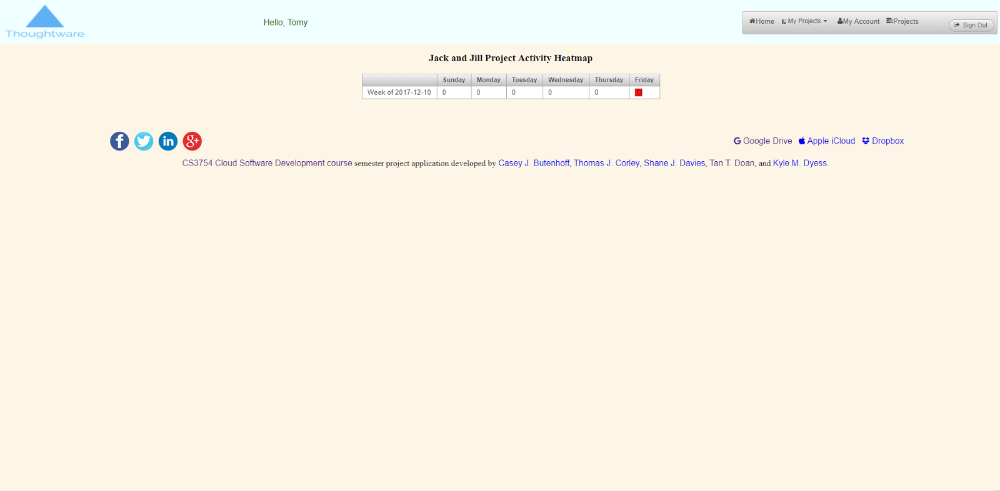 Thoughtware
Hello, Tomy
Home My Projects My Account Projects Sign Out
Jack and Jill Project Activity Heatmap
Sunday Monday Tuesday Wednesday Thursday Friday
Week of 2017-12-10 0 0 0 0 0
f in g+
Google Drive Apple iCloud Dropbox
CS3754 Cloud Software Development course semester project application developed by Casey J. Butenhoff, Thomas J. Corley, Shane J. Davies, Tan T. Doan, and Kyle M. Dyess.